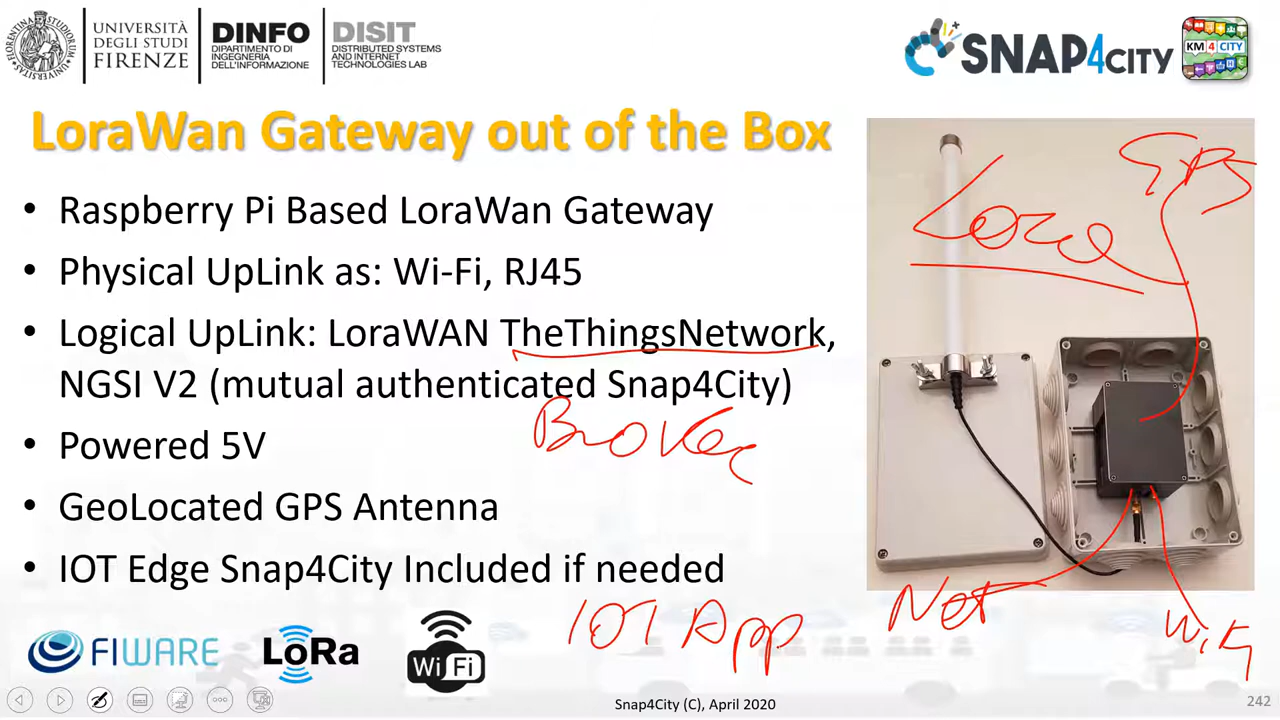 UNIVERSITÀ
DEGLI STUDI
FIRENZE
DINFO
DIPARTIMENTO DI
INGEGNERIA
DELL'INFORMAZIONE
DISIT
DISTRIBUTED SYSTEMS
AND INTERNET
TECHNOLOGIES LAB
SNAP4CITY
KM 4 CITY
LoraWan Gateway out of the Box
• Raspberry Pi Based LoraWan Gateway
• Physical UpLink as: Wi-Fi, RJ45
• Logical UpLink: LoraWAN TheThingsNetwork,
NGSI V2 (mutual authenticated Snap4City)
Broker
• Powered 5V
• GeoLocated GPS Antenna
• IOT Edge Snap4City Included if needed
IOT App
GPS
Lora
Net
Wifi
FIWARE
LoRa
Wi Fi
Snap4City (C), April 2020
242